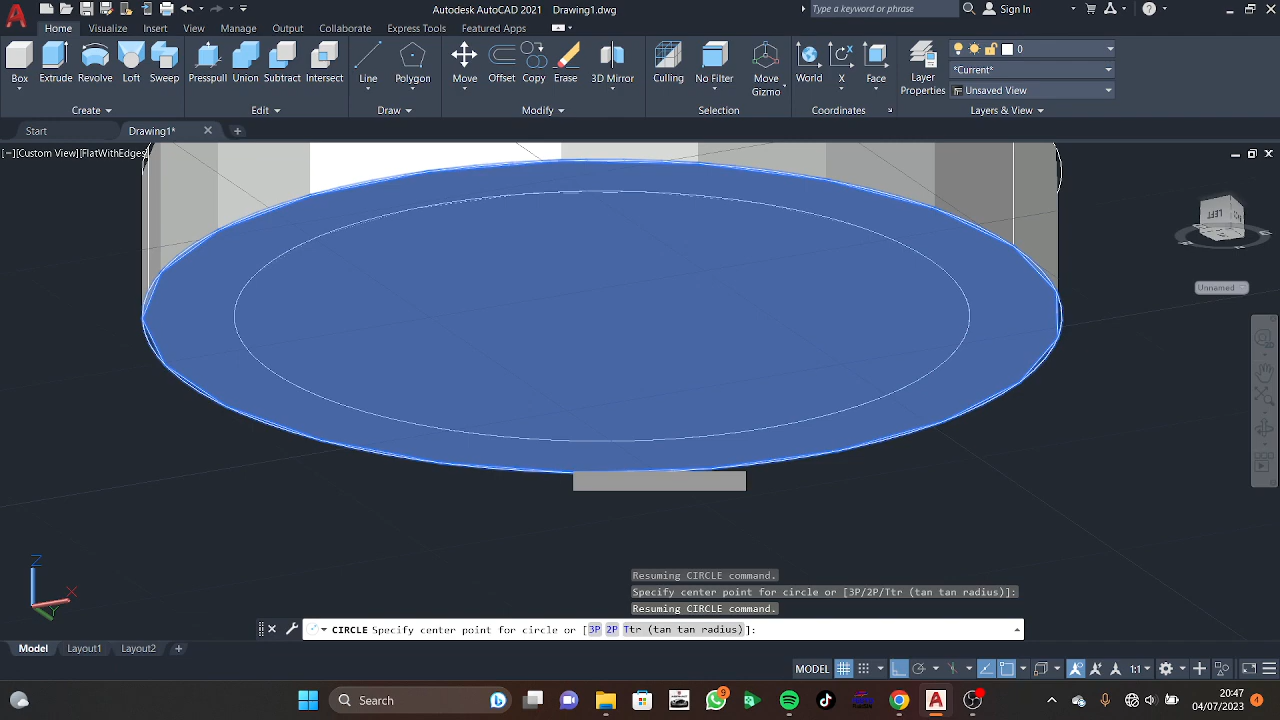 Autodesk AutoCAD 2021 Drawing1.dwg
Type a keyword or phrase
Sign In
Home Insert Visualize Parametric View Manage Output Collaborate Express Tools Featured Apps
Box Extrude Revolve Loft Sweep Presspull Union Subtract Intersect Line Polygon Move Offset Copy Erase 3D Mirror Culling No Filter Move Gizmo World X Face Layer Properties
0
*Current*
Unsaved View
Create Edit Draw Modify Selection Coordinates Layers & View
Start Drawing1*
[−][Custom View][FlatWithEdges]
LEFT
Unnamed
Z
X
Y
Resuming CIRCLE command.
Specify center point for circle or [3P/2P/Ttr (tan tan radius)]:
Resuming CIRCLE command.
CIRCLE Specify center point for circle or [3P 2P Ttr (tan tan radius)]:
Model Layout1 Layout2
MODEL 1:1
Search
9
20:47
04/07/2023
4